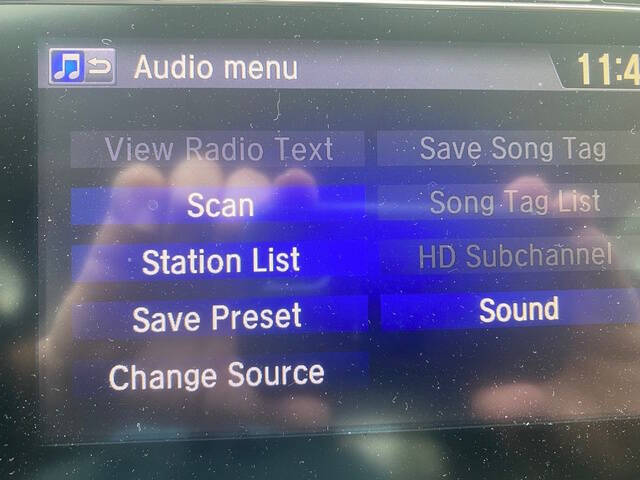 Audio menu
11:4
View Radio Text
Save Song Tag
Scan
Song Tag List
Station List
HD Subchannel
Save Preset
Sound
Change Source